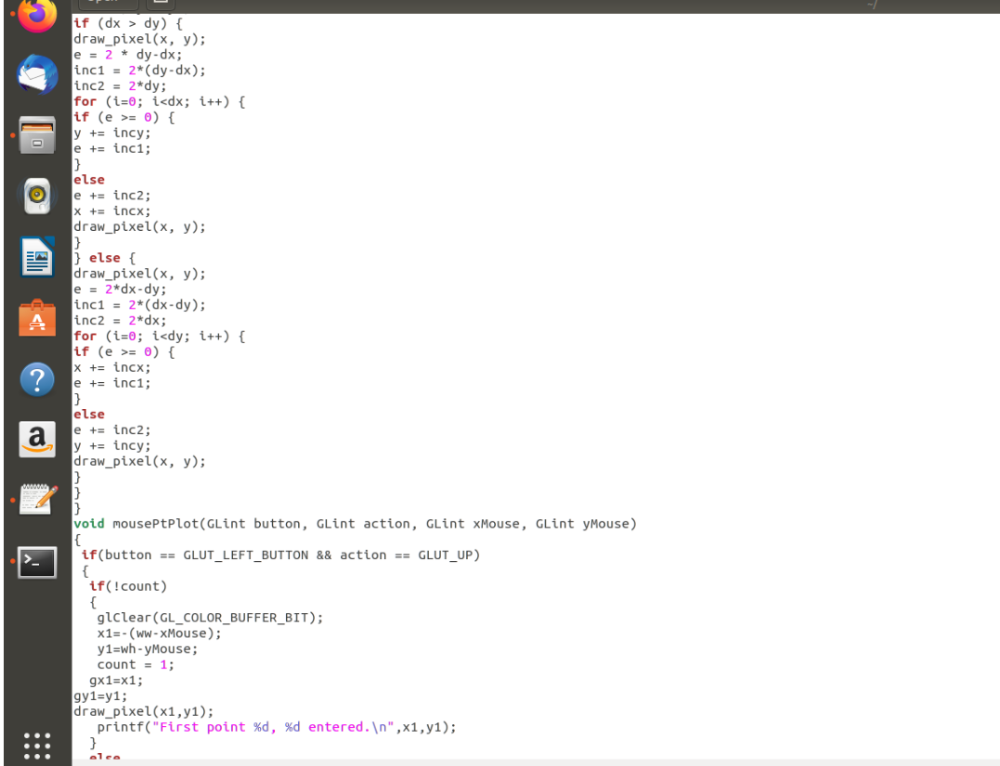 Open
~/
if (dx > dy) {
draw_pixel(x, y);
e = 2 * dy-dx;
inc1 = 2*(dy-dx);
inc2 = 2*dy;
for (i=0; i<dx; i++) {
if (e >= 0) {
y += incy;
e += inc1;
}
else
e += inc2;
x += incx;
draw_pixel(x, y);
}
} else {
draw_pixel(x, y);
e = 2*dx-dy;
inc1 = 2*(dx-dy);
inc2 = 2*dx;
for (i=0; i<dy; i++) {
if (e >= 0) {
x += incx;
e += inc1;
}
else
e += inc2;
y += incy;
draw_pixel(x, y);
}
}
}
void mousePtPlot(GLint button, GLint action, GLint xMouse, GLint yMouse)
{
 if(button == GLUT_LEFT_BUTTON && action == GLUT_UP)
 {
  if(!count)
  {
   glClear(GL_COLOR_BUFFER_BIT);
   x1=-(ww-xMouse);
   y1=wh-yMouse;
   count = 1;
  gx1=x1;
gy1=y1;
draw_pixel(x1,y1);
   printf("First point %d, %d entered.\n",x1,y1);
  }
  else